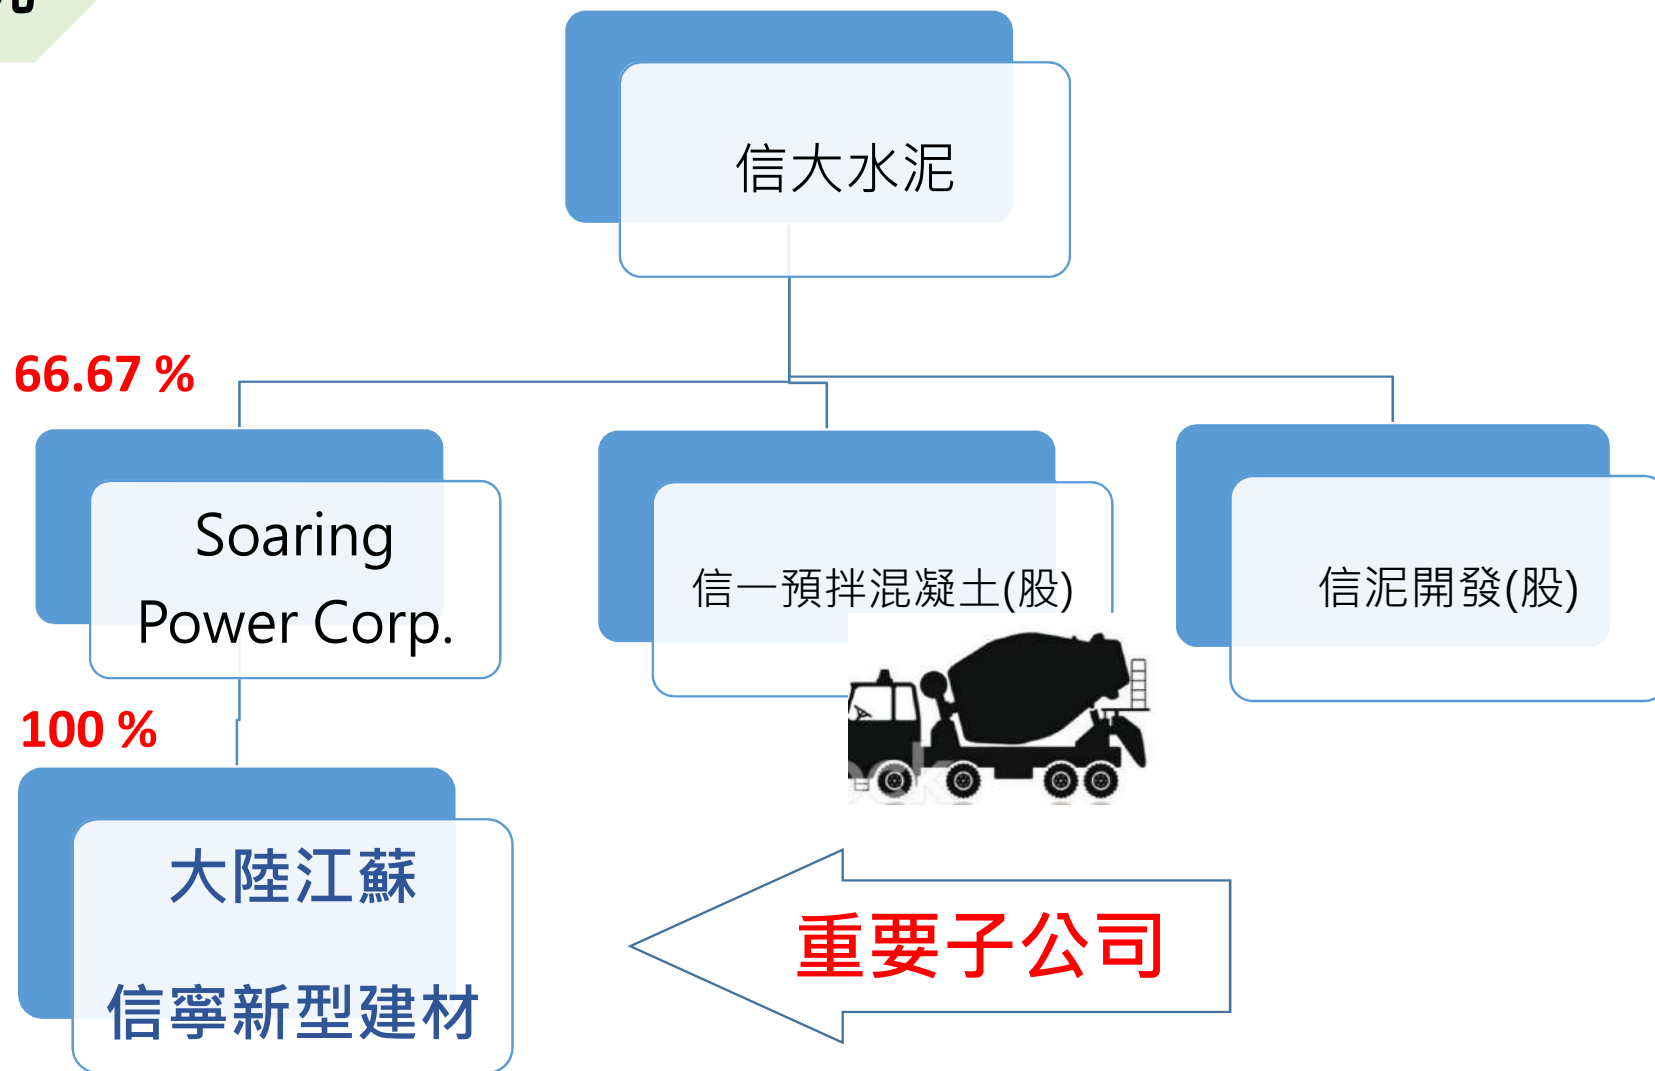 信大水泥
66.67 %
Soaring
Power Corp.
信一預拌混凝土(股)
信泥開發(股)
100 %
大陸江蘇
信寧新型建材
重要子公司